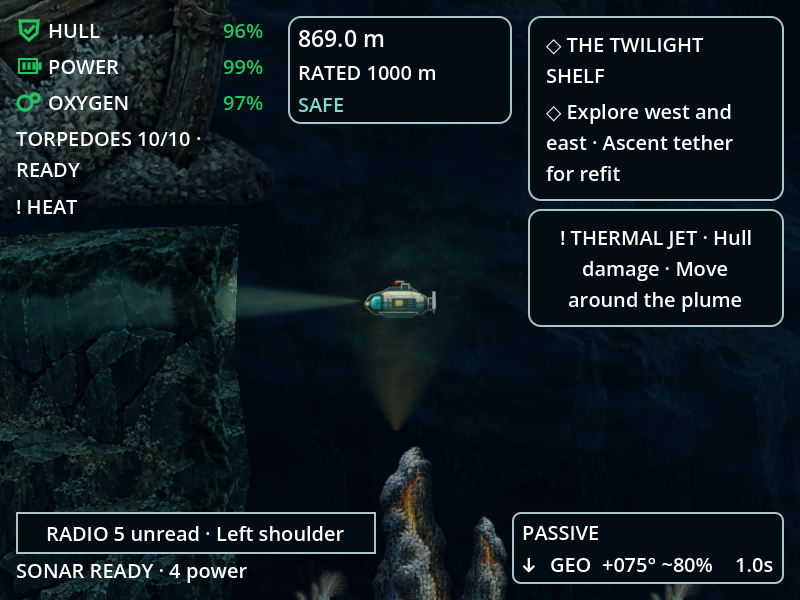 HULL 96%
POWER 99%
OXYGEN 97%
TORPEDOES 10/10 ·
READY
! HEAT
869.0 m
RATED 1000 m
SAFE
◇ THE TWILIGHT
SHELF
◇ Explore west and
east · Ascent tether
for refit
! THERMAL JET · Hull
damage · Move
around the plume
RADIO 5 unread · Left shoulder
SONAR READY · 4 power
PASSIVE
↓ GEO +075° ~80% 1.0s